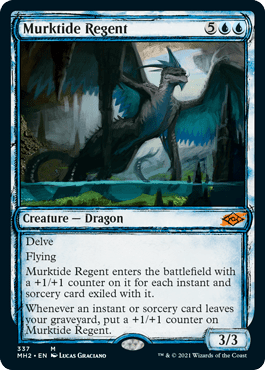 Murktide Regent 5
Creature — Dragon
Delve
Flying
Murktide Regent enters the battlefield with
a +1/+1 counter on it for each instant and
sorcery card exiled with it.
Whenever an instant or sorcery card leaves
your graveyard, put a +1/+1 counter on
Murktide Regent.
3/3
337 M
MH2 • EN LUCAS GRACIANO
™ & © 2021 Wizards of the Coast